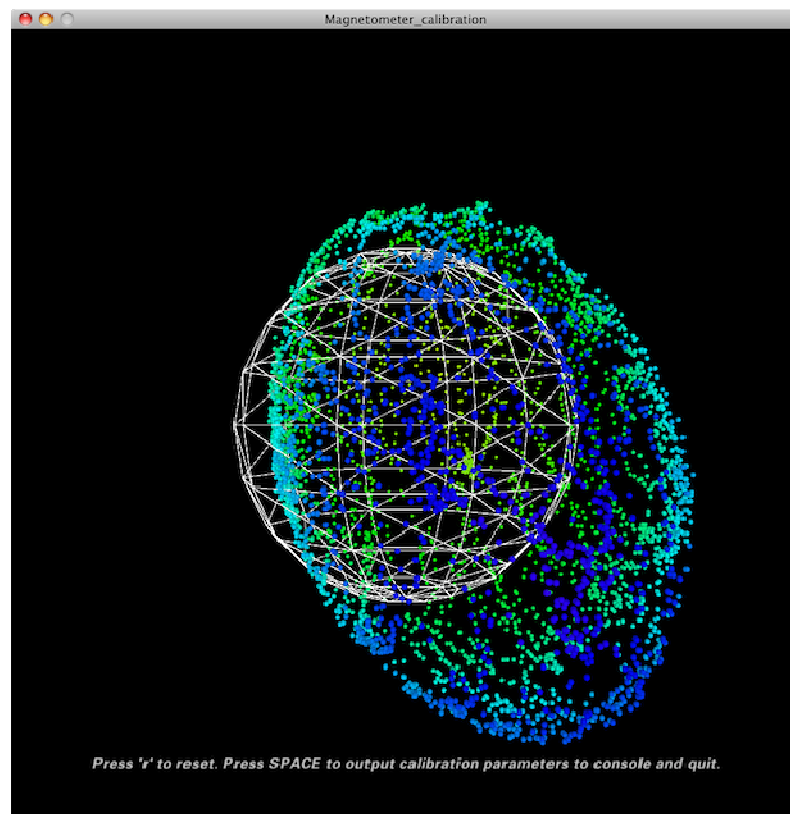 Magnetometer_calibration
Press 'r' to reset. Press SPACE to output calibration parameters to console and quit.